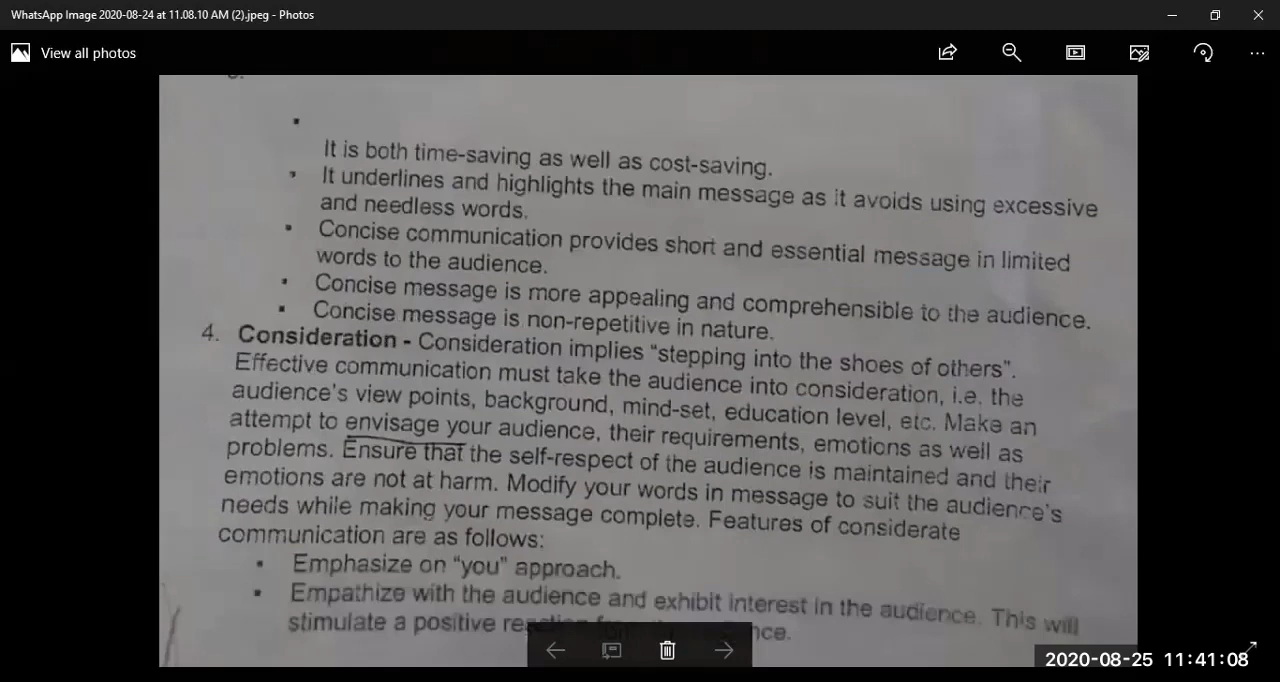 WhatsApp Image 2020-08-24 at 11.08.10 AM (2).jpeg - Photos
View all photos
It is both time-saving as well as cost-saving.
It underlines and highlights the main message as it avoids using excessive
and needless words.
Concise communication provides short and essential message in limited
words to the audience.
Concise message is more appealing and comprehensible to the audience.
Concise message is non-repetitive in nature.
4. Consideration - Consideration implies “stepping into the shoes of others”.
Effective communication must take the audience into consideration, i.e. the
audience's view points, background, mind-set, education level, etc. Make an
attempt to envisage your audience, their requirements, emotions as well as
problems. Ensure that the self-respect of the audience is maintained and their
emotions are not at harm. Modify your words in message to suit the audience's
needs while making your message complete. Features of considerate
communication are as follows:
Emphasize on “you” approach.
Empathize with the audience and exhibit interest in the audience. This will
stimulate a positive
2020-08-25 11:41:08